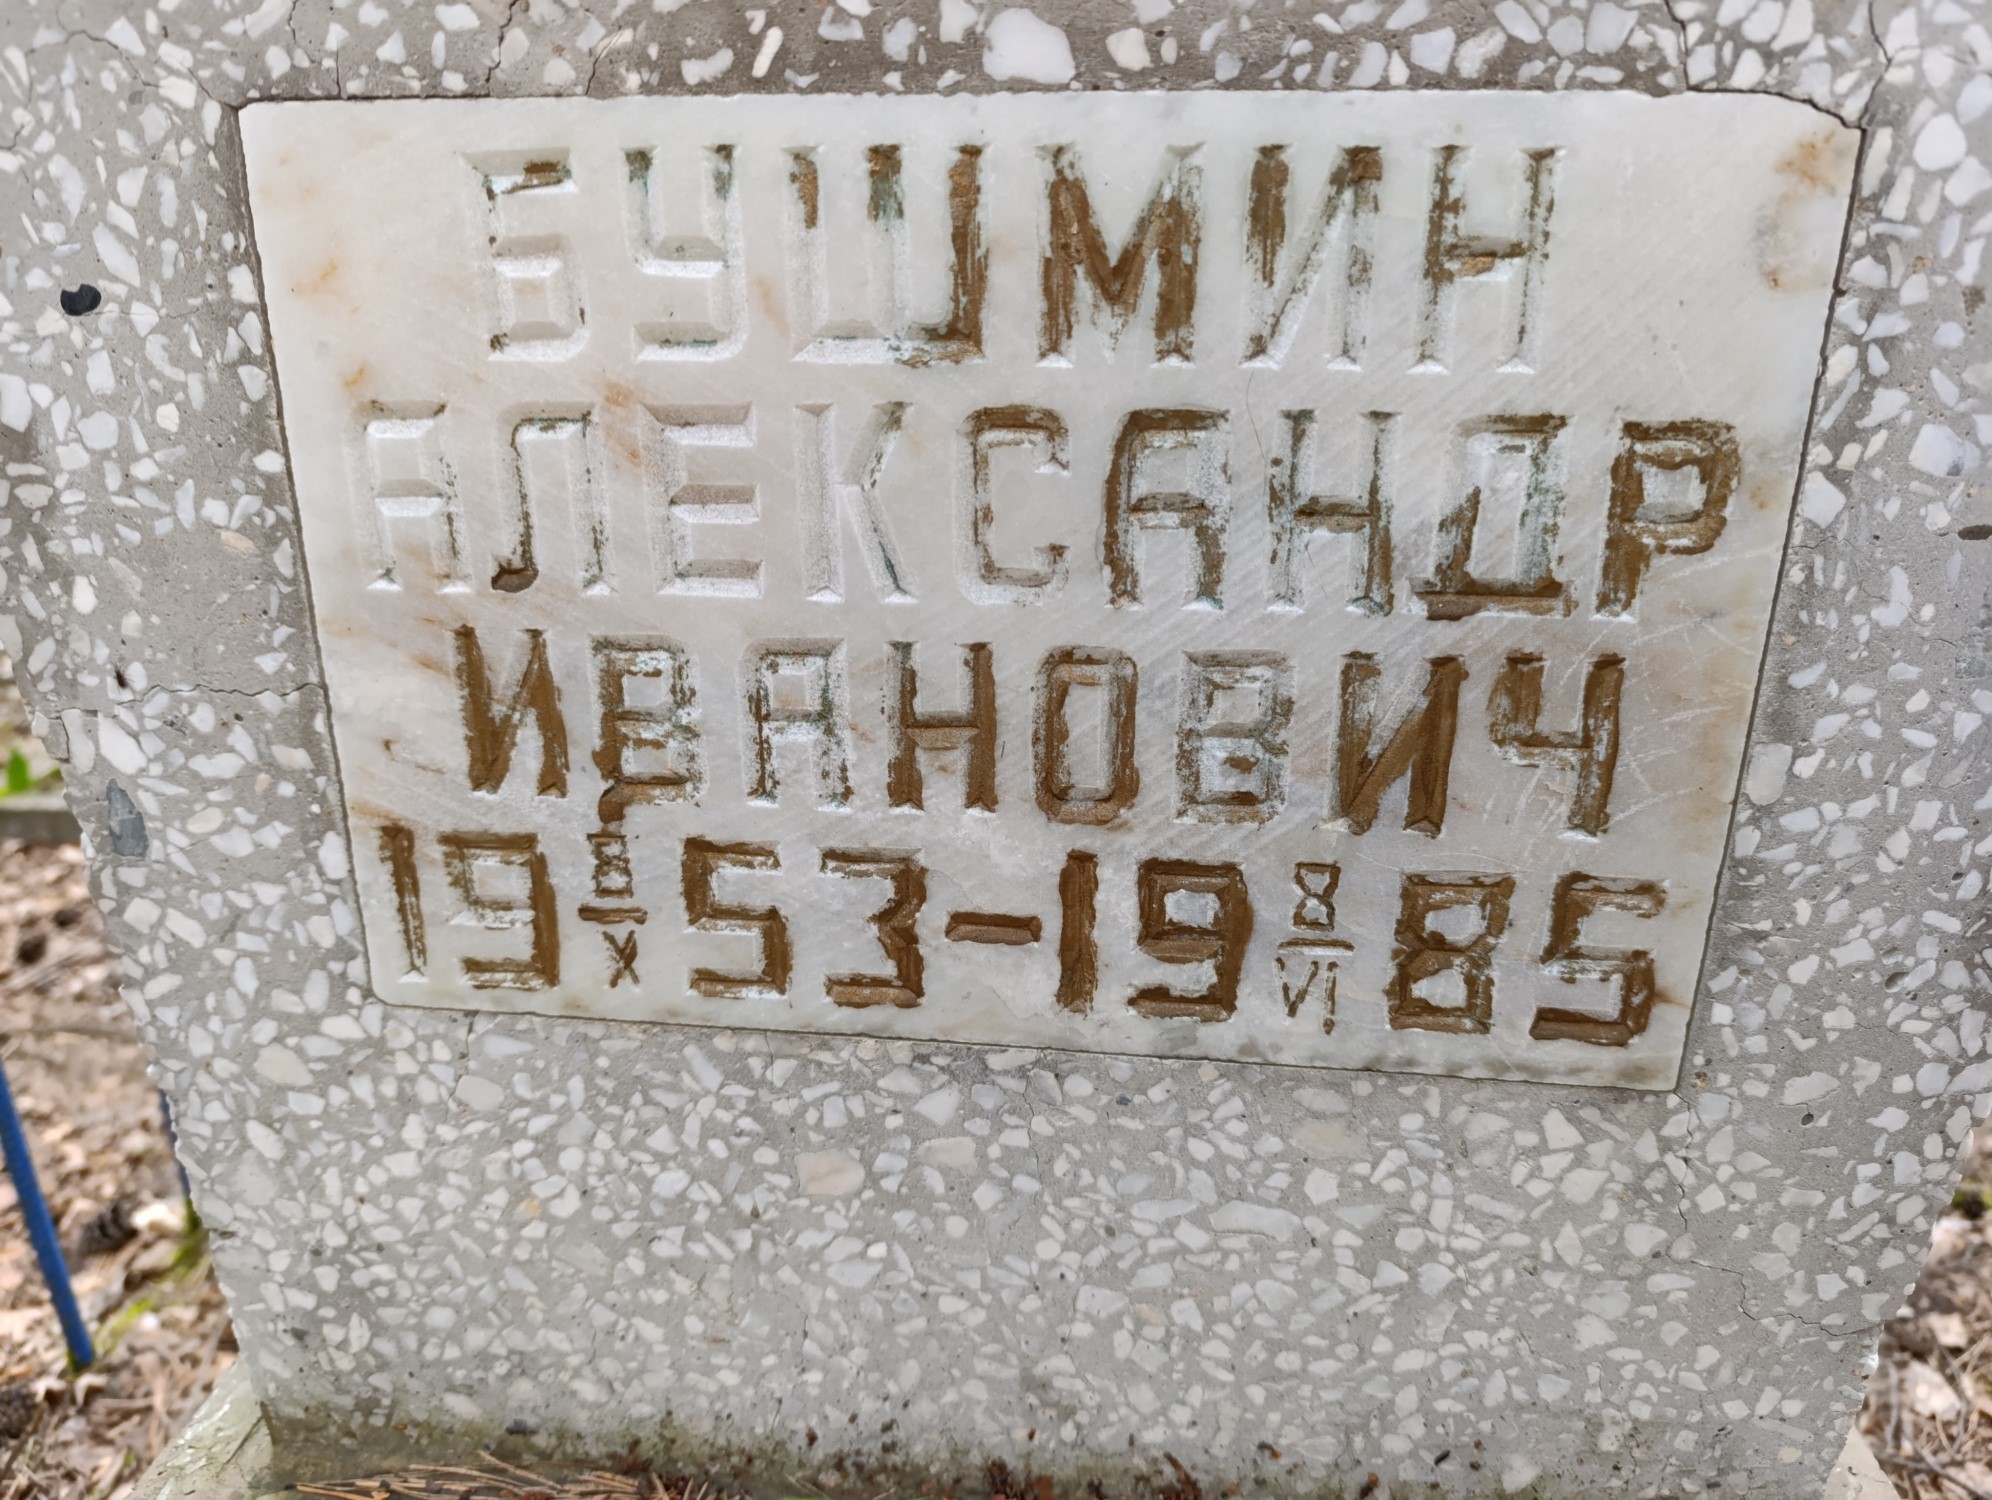 БУШМИН
АЛЕКСАНДР
ИВАНОВИЧ
19 8/X 53-19 8/VI 85